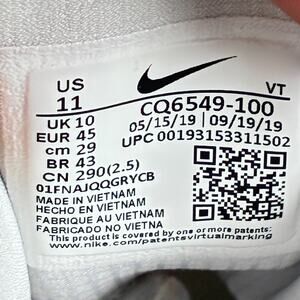 US
11
VT
CQ6549-100
UK 10
05/15/19 | 09/19/19
EUR 45
UPC 00193153311502
cm 29
BR 43
CN 290(2.5)
01FNAJQQGRYCB
MADE IN VIETNAM
HECHO EN VIETNAM
FABRIQUE AU VIETNAM
FABRICADO NO VIETNA
This product is covered by one or more patents
www.nike.com/patentsvirtualmarking